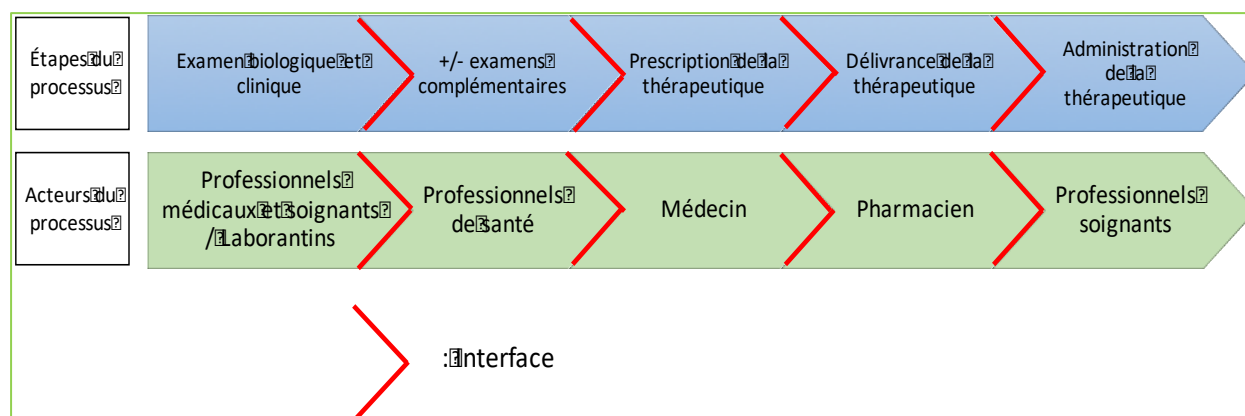 Étapes du
processus
Examen biologique et
clinique
+/- examens
complémentaires
Prescription de la
thérapeutique
Délivrance de la
thérapeutique
Administration
de la
thérapeutique
Acteurs du
processus
Professionnels
médicaux et soignants
/ Laborantins
Professionnels
de santé
Médecin
Pharmacien
Professionnels
soignants
: Interface